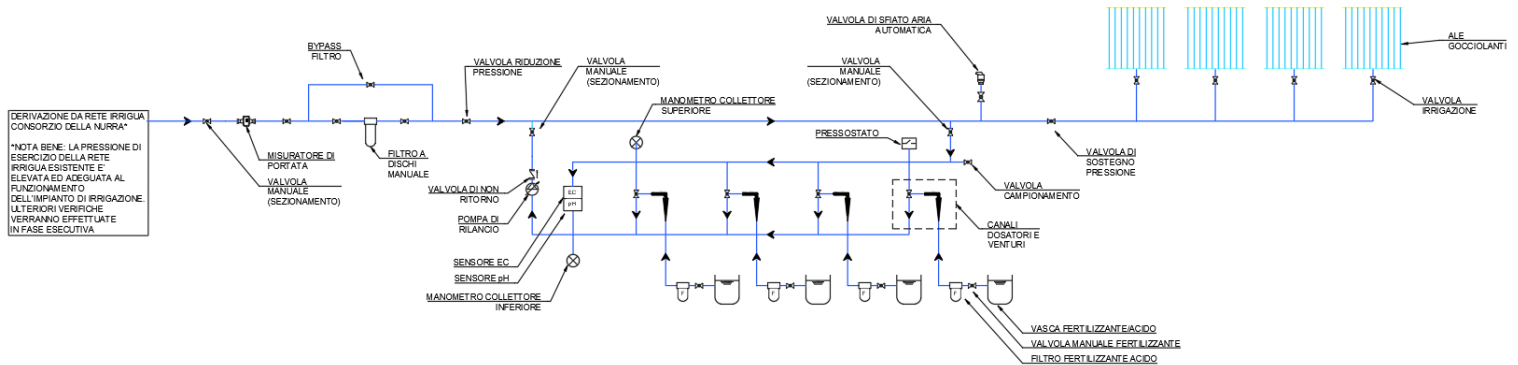 VALVOLA DI SFIATO ARIA
AUTOMATICA
ALE
GOCCIOLANTI
BYPASS
FILTRO
VALVOLA RIDUZIONE
PRESSIONE
VALVOLA
MANUALE
(SEZIONAMENTO)
VALVOLA
MANUALE
(SEZIONAMENTO)
MANOMETRO COLLETTORE
SUPERIORE
VALVOLA
IRRIGAZIONE
DERIVAZIONE DA RETE IRRIGUA
CONSORZIO DELLA NURRA*
*NOTA BENE: LA PRESSIONE DI
ESERCIZIO DELLA RETE
IRRIGUA ESISTENTE E'
ELEVATA ED ADEGUATA AL
FUNZIONAMENTO
DELL'IMPIANTO DI IRRIGAZIONE.
ULTERIORI VERIFICHE
VERRANNO EFFETTUATE
IN FASE ESECUTIVA
PRESSOSTATO
MISURATORE DI
PORTATA
FILTRO A
DISCHI
MANUALE
VALVOLA DI
SOSTEGNO
PRESSIONE
VALVOLA
MANUALE
(SEZIONAMENTO)
VALVOLA DI NON
RITORNO
EC
pH
VALVOLA
CAMPIONAMENTO
POMPA DI
RILANCIO
CANALI
DOSATORI E
VENTURI
SENSORE EC
SENSORE pH
MANOMETRO COLLETTORE
INFERIORE
F
F
F
F
VASCA FERTILIZZANTE/ACIDO
VALVOLA MANUALE FERTILIZZANTE
FILTRO FERTILIZZANTE ACIDO